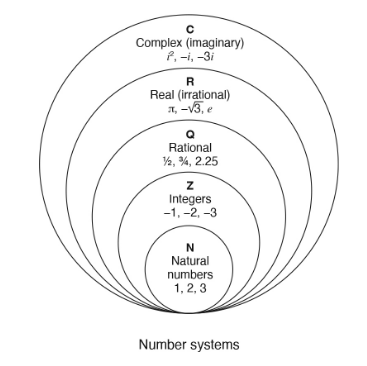 C
Complex (imaginary)
i², –i, –3i
R
Real (irrational)
π, –√3, e
Q
Rational
½, ¾, 2.25
Z
Integers
–1, –2, –3
N
Natural
numbers
1, 2, 3
Number systems